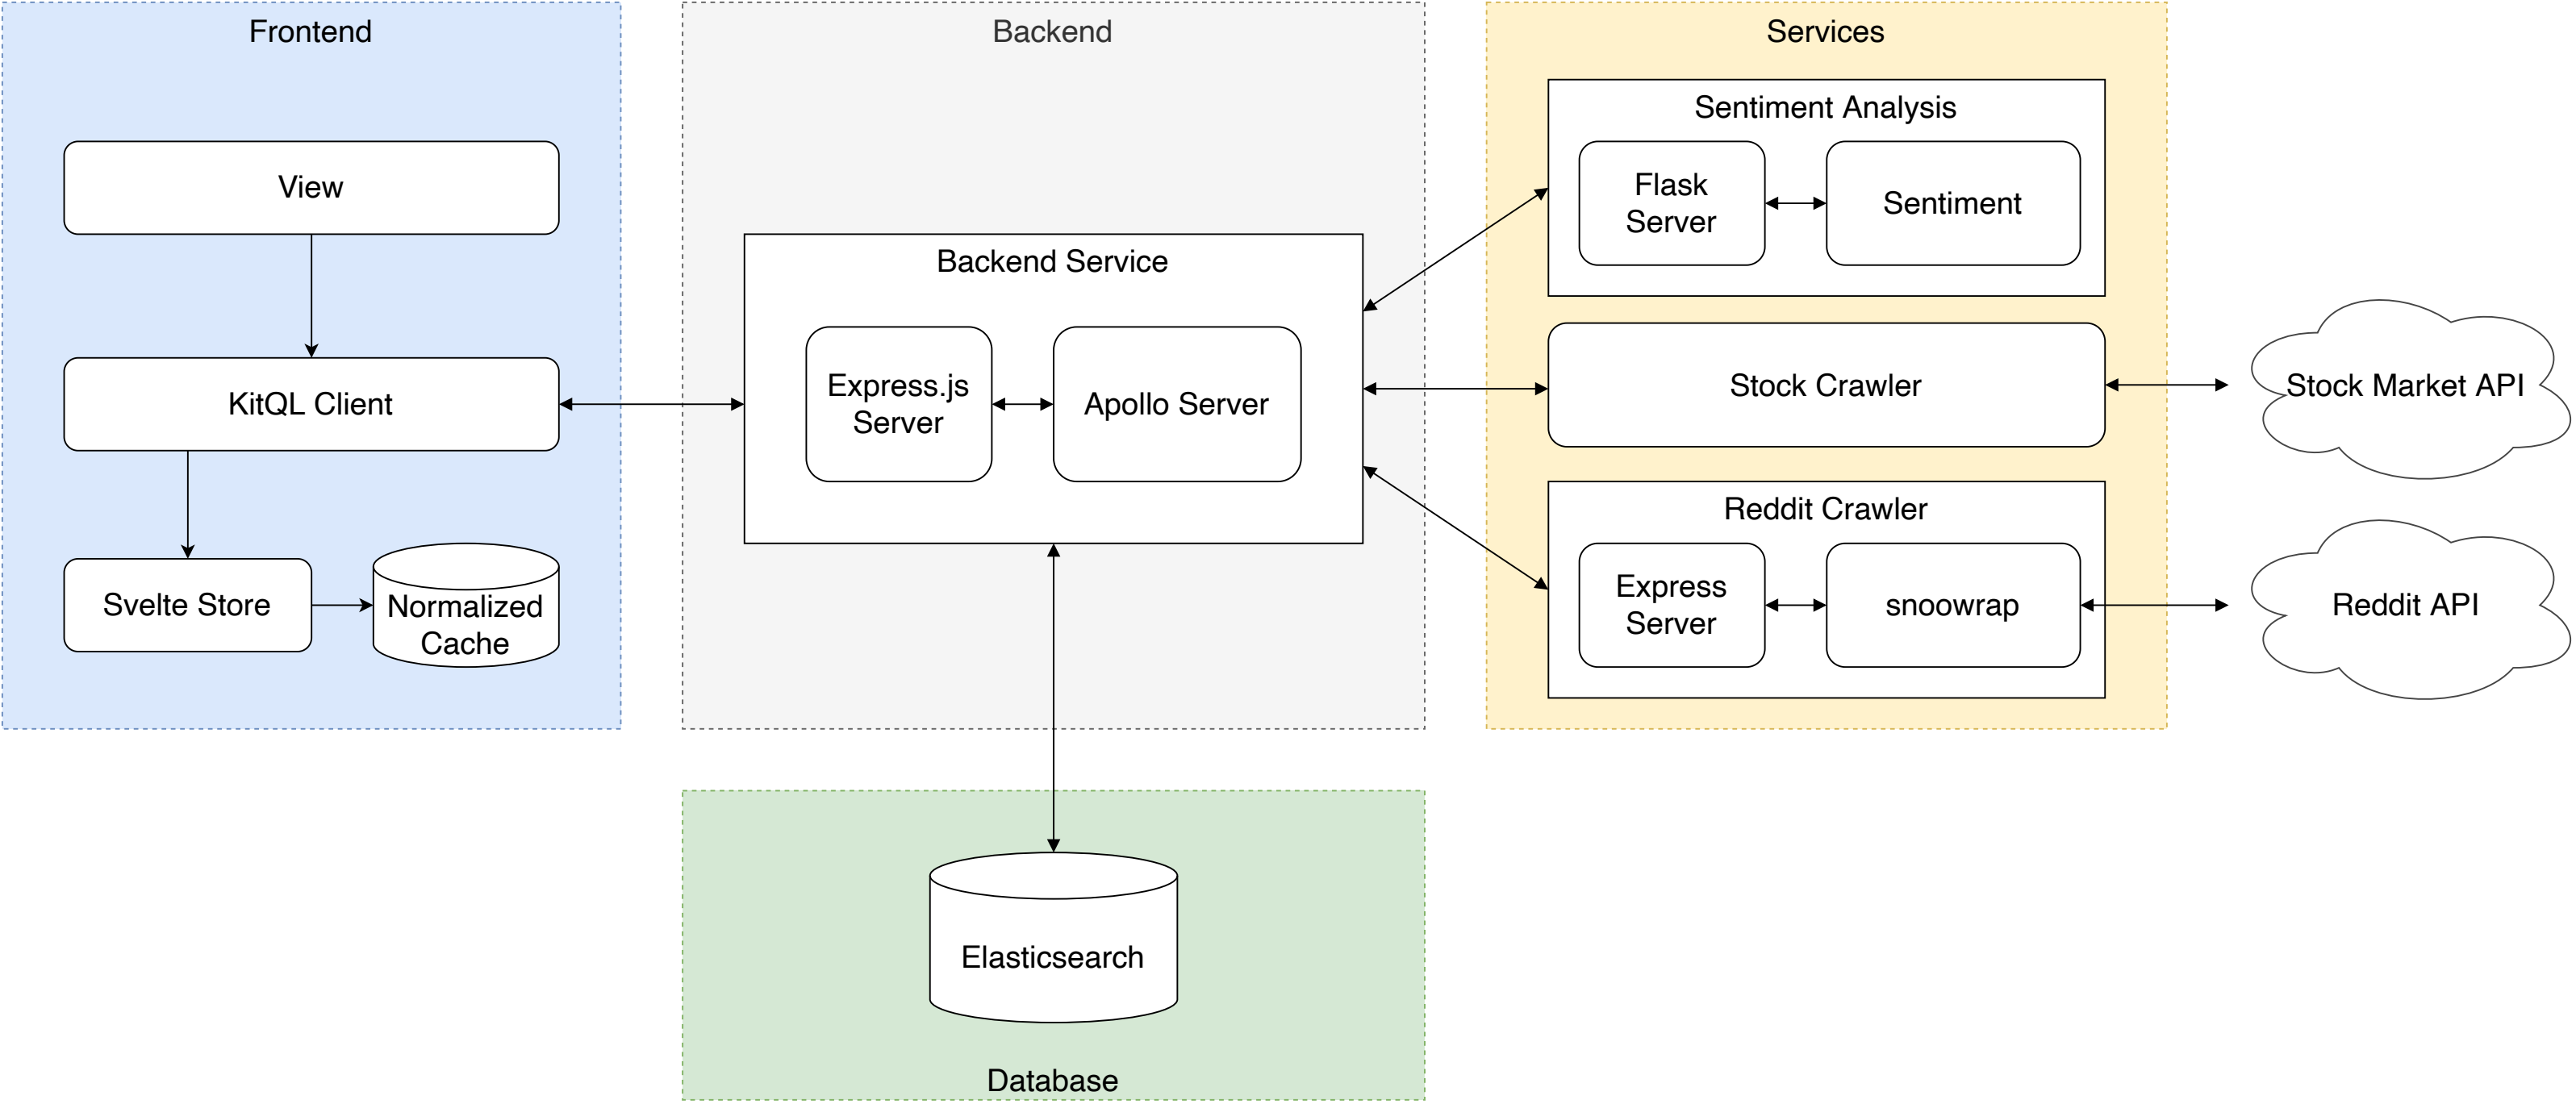 Frontend
View
KitQL Client
Svelte Store
Normalized
Cache
Backend
Backend Service
Express.js
Server
Apollo Server
Services
Sentiment Analysis
Flask
Server
Sentiment
Stock Crawler
Reddit Crawler
Express
Server
snoowrap
Stock Market API
Reddit API
Elasticsearch
Database